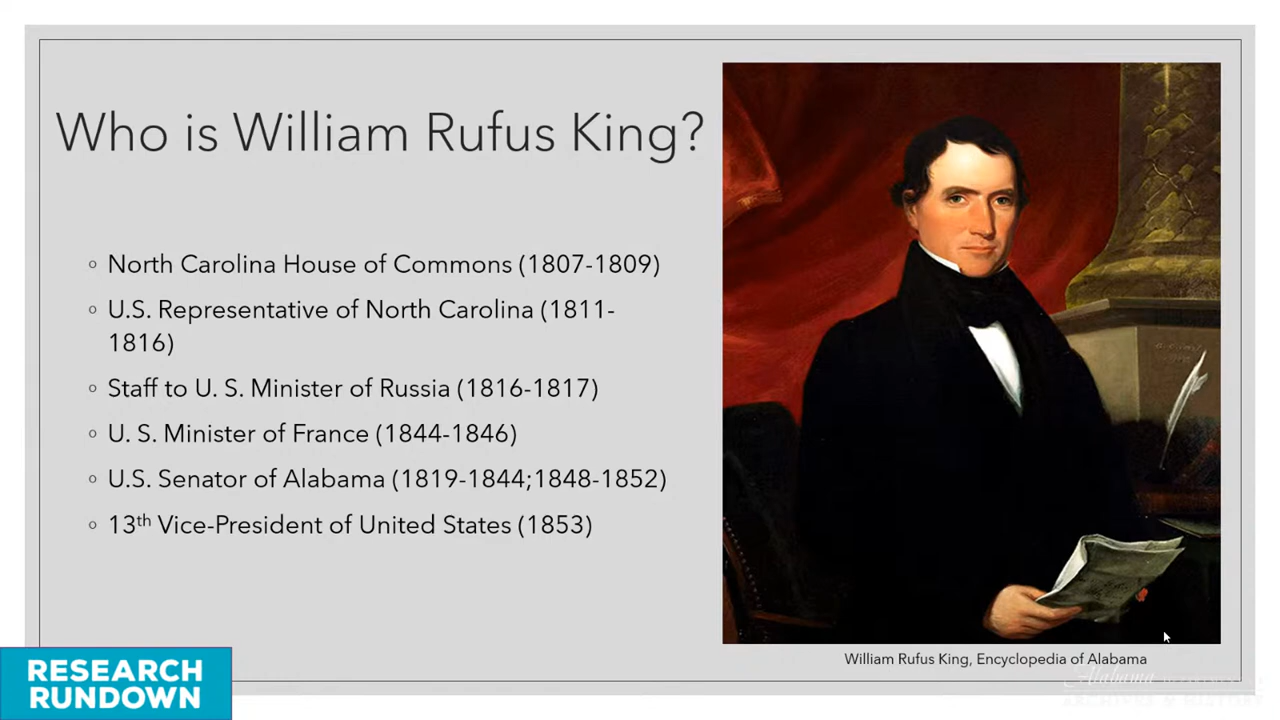 Who is William Rufus King?
North Carolina House of Commons (1807-1809)
U.S. Representative of North Carolina (1811-
1816)
Staff to U. S. Minister of Russia (1816-1817)
U. S. Minister of France (1844-1846)
U.S. Senator of Alabama (1819-1844;1848-1852)
13th Vice-President of United States (1853)
William Rufus King, Encyclopedia of Alabama
RESEARCH
RUNDOWN
Alabama